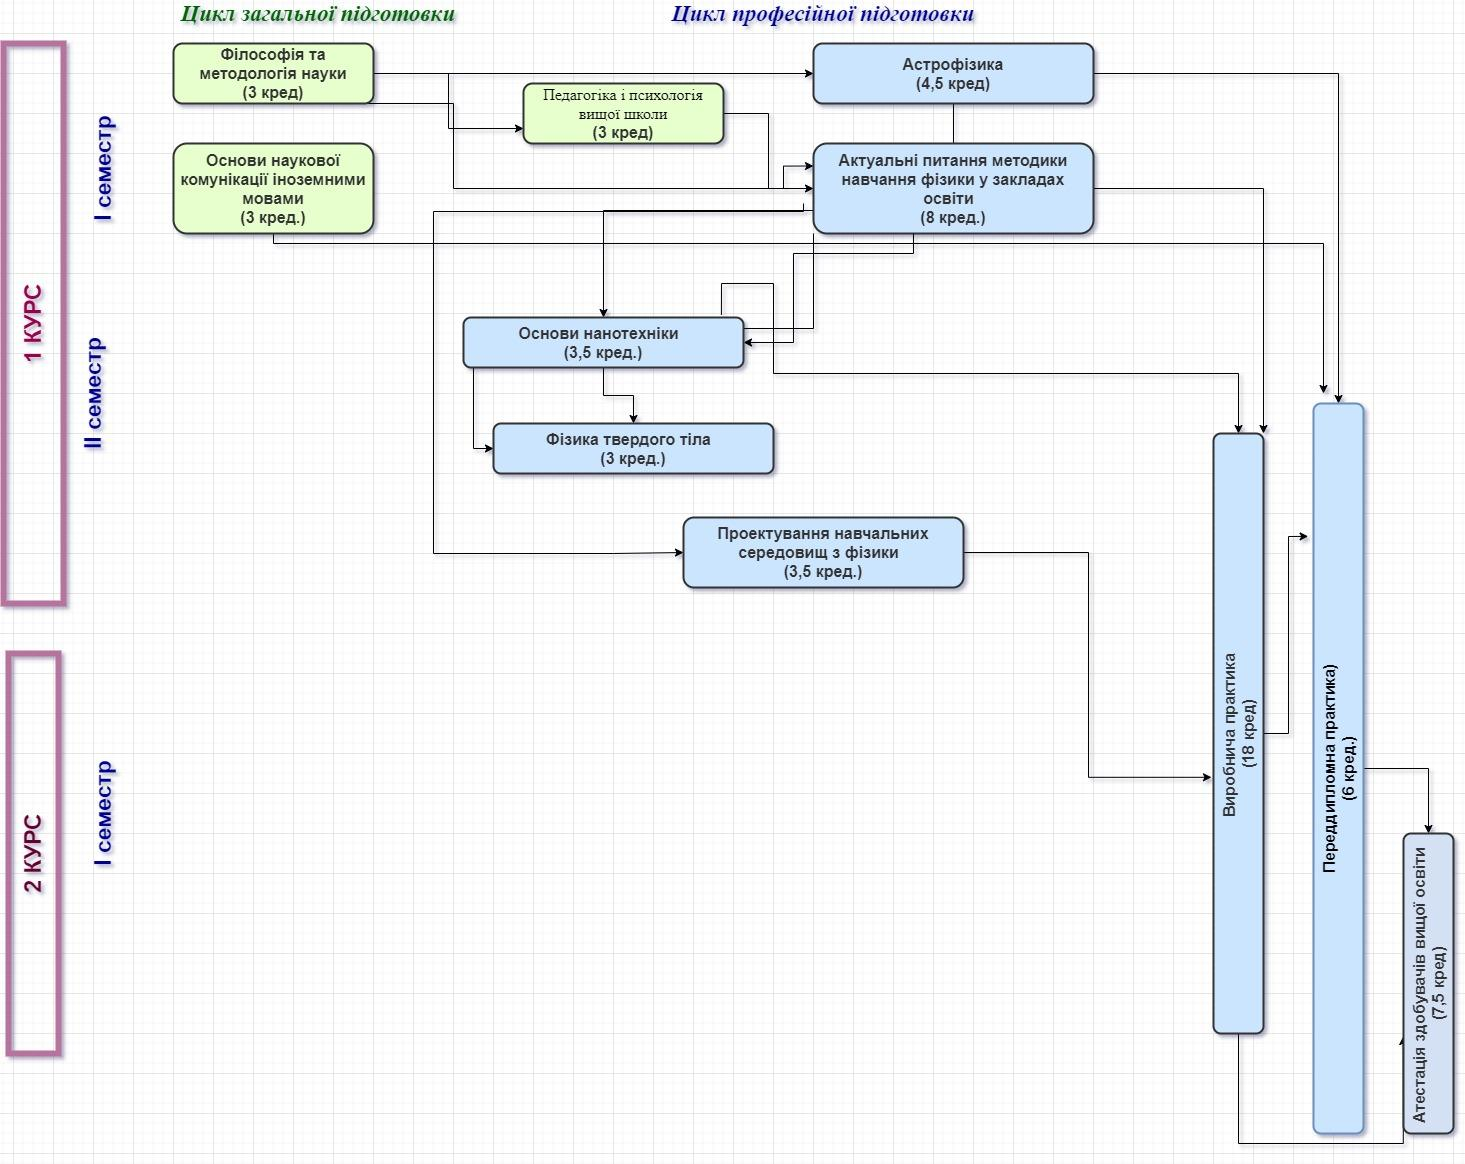 Цикл загальної підготовки
Цикл професійної підготовки
1 КУРС
І семестр
Філософія та
методологія науки
(3 кред)
Педагогіка і психологія
вищої школи
(3 кред)
Астрофізика
(4,5 кред)
Основи наукової
комунікації іноземними
мовами
(3 кред.)
Актуальні питання методики
навчання фізики у закладах
освіти
(8 кред.)
ІІ семестр
Основи нанотехніки
(3,5 кред.)
Фізика твердого тіла
(3 кред.)
Проектування навчальних
середовищ з фізики
(3,5 кред.)
2 КУРС
І семестр
Виробнича практика
(18 кред)
Переддипломна практика)
(6 кред.)
Атестація здобувачів вищої освіти
(7,5 кред)